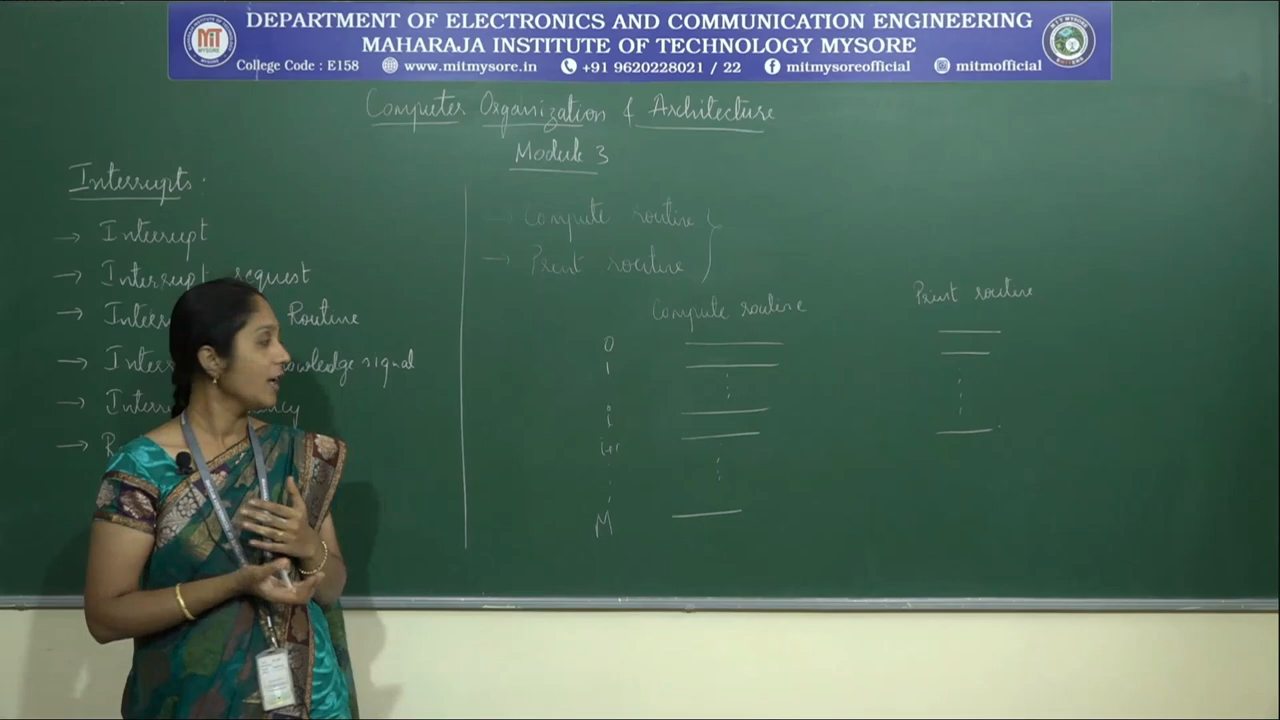 DEPARTMENT OF ELECTRONICS AND COMMUNICATION ENGINEERING
MAHARAJA INSTITUTE OF TECHNOLOGY MYSORE
College Code : E158 www.mitmysore.in +91 9620228021 / 22 mitmysoreofficial mitmofficial
MIT
MYSORE
Computer Organization & Architecture
Module 3
Interrupts.
→ Interrupt
→ Interrupt request
→ Routine
→ signal
→
→
→ Compute routine
→ Print routine
Compute routine
0
1
i
i+1
M
Print routine